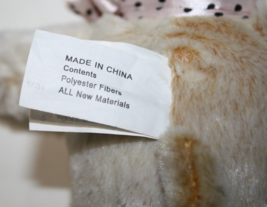 MADE IN CHINA
Contents
Polyester Fibers
ALL New Materials